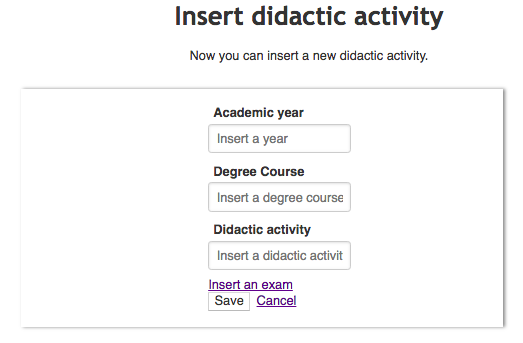 Insert didactic activity
Now you can insert a new didactic activity.
Academic year
Insert a year
Degree Course
Insert a degree course
Didactic activity
Insert a didactic activit
Insert an exam
Save Cancel